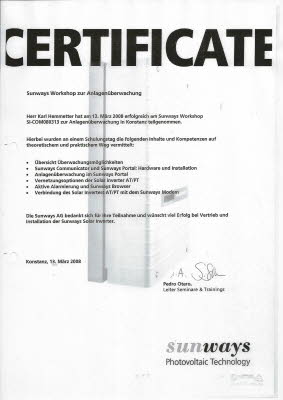 CERTIFICATE
Sunways Workshop zur Anlagenüberwachung
Herr Karl Hemmetter hat am 13. März 2008 erfolgreich am Sunways Workshop
SI-COM080313 zur Anlagenüberwachung in Konstanz teilgenommen.
Hierbei wurden an einem Schulungstag die folgenden Inhalte und Kompetenzen auf
theoretischem und praktischem Weg vermittelt:
• Übersicht Überwachungsmöglichkeiten
• Sunways Communicator und Sunways Portal: Hardware und Installation
• Anlagenüberwachung im Sunways Portal
• Vernetzungsoptionen der Solar Inverter AT/PT
• Aktive Alarmierung und Sunways Browser
• Verbindung des Solar Inverters AT/PT mit dem Sunways Modem
Die Sunways AG bedankt sich für Ihre Teilnahme und wünscht viel Erfolg bei Vertrieb und
Installation der Sunways Solar Inverter.
Konstanz, 13. März 2008
Pedro Otero,
Leiter Seminare & Trainings
sunways
Photovoltaic Technology